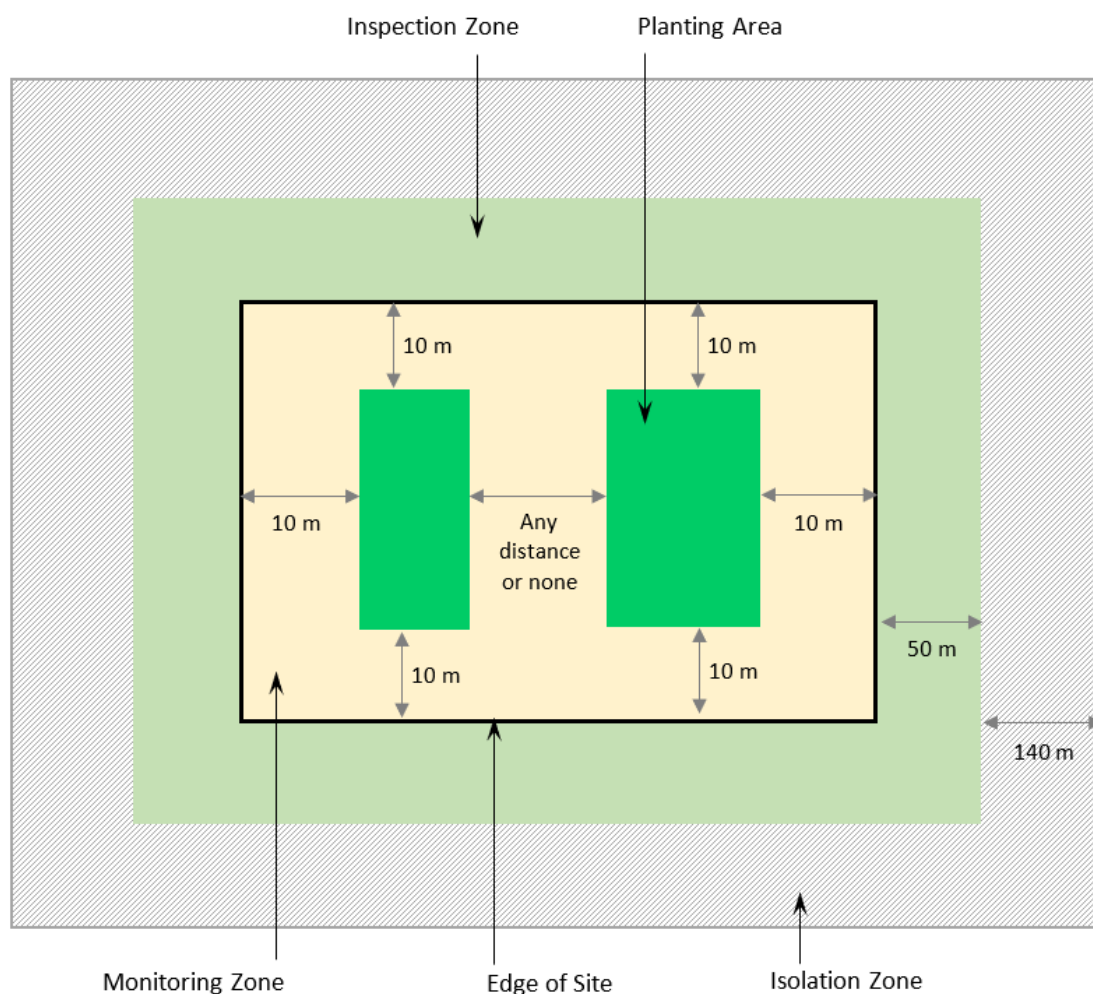 Inspection Zone
Planting Area
10 m
10 m
10 m
Any
distance
or none
10 m
50 m
10 m
10 m
140 m
Monitoring Zone
Edge of Site
Isolation Zone